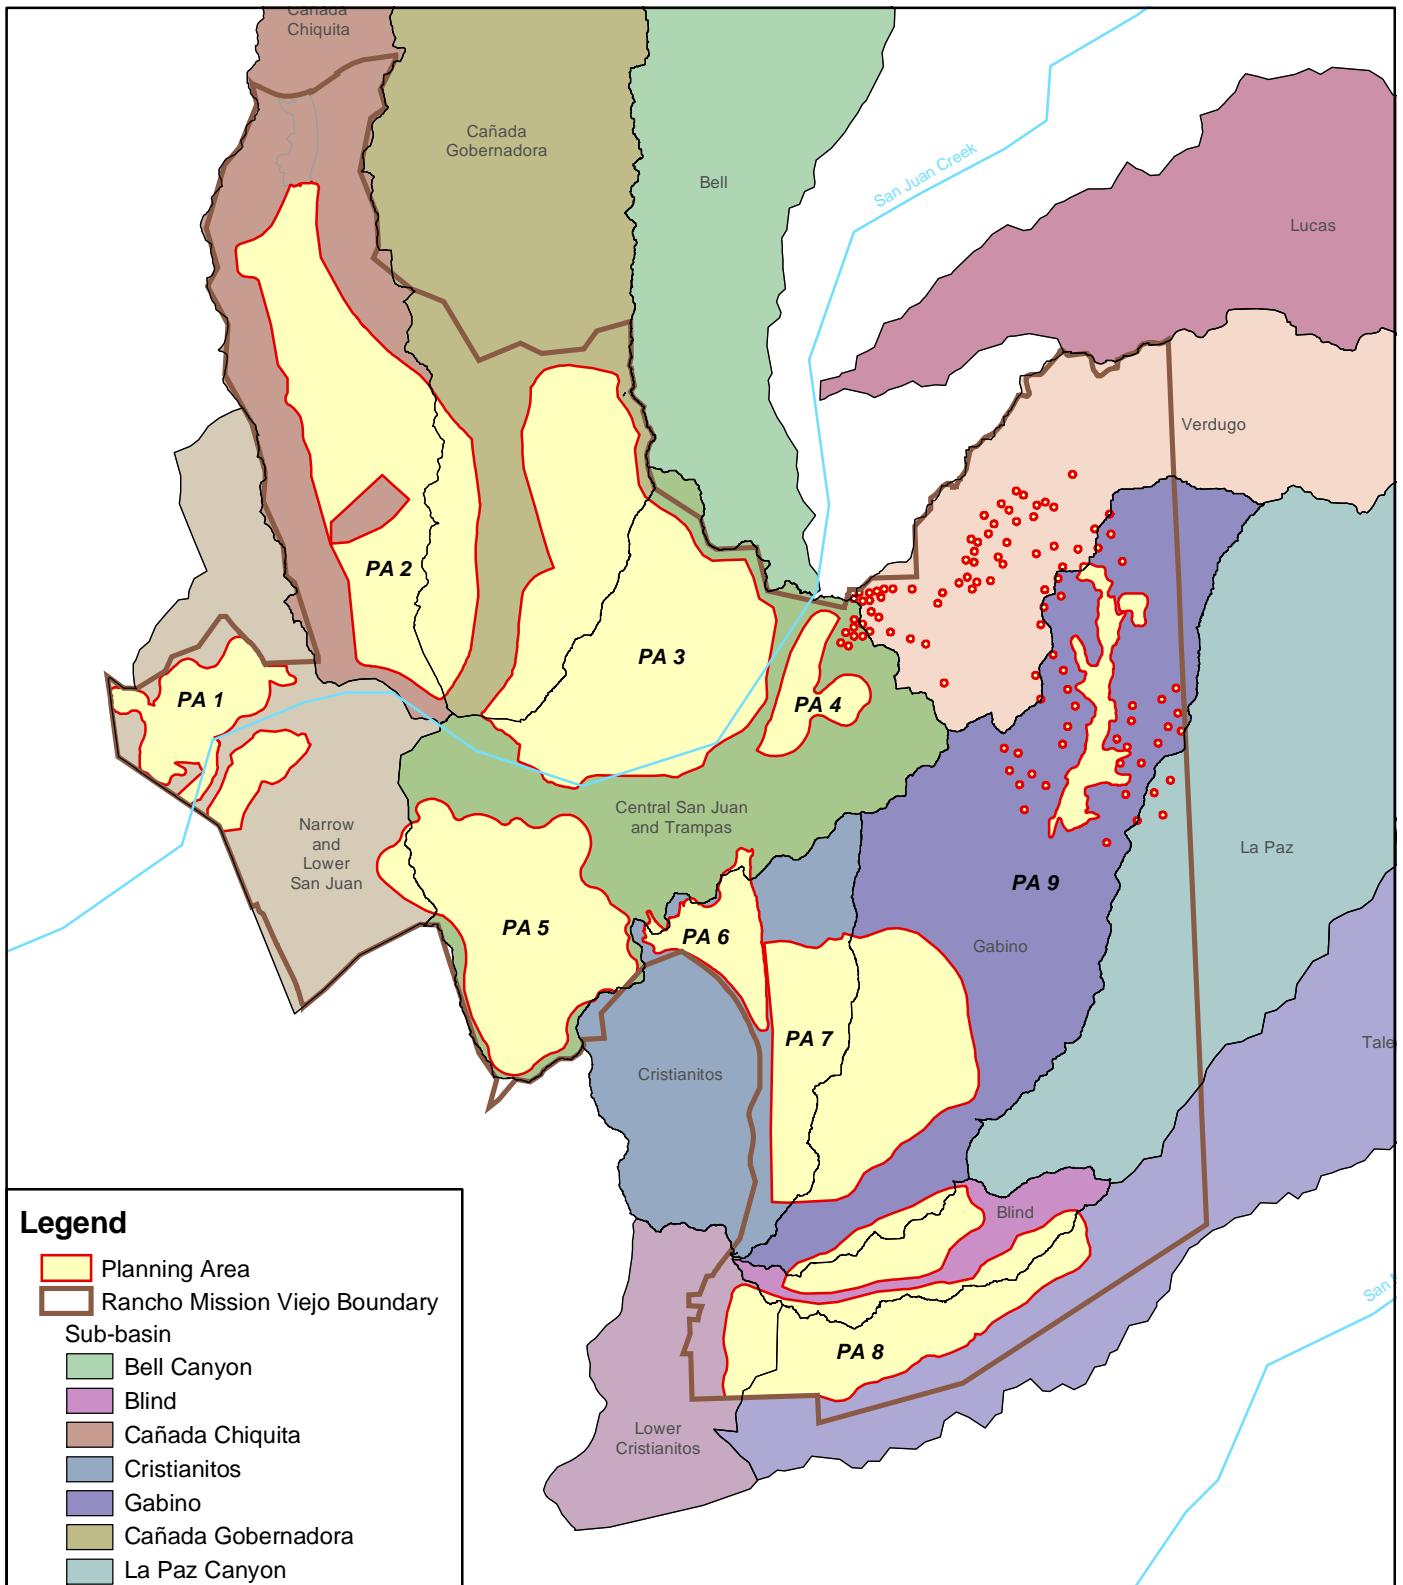 Cañada
Chiquita
Cañada
Gobernadora
Bell
San Juan Creek
Lucas
Verdugo
PA 2
PA 3
PA 1
PA 4
Central San Juan
and Trampas
Narrow
and
Lower
San Juan
La Paz
PA 9
PA 5
PA 6
Gabino
PA 7
Tale
Cristianitos
Blind
San
PA 8
Lower
Cristianitos
Legend
Planning Area
Rancho Mission Viejo Boundary
Sub-basin
Bell Canyon
Blind
Cañada Chiquita
Cristianitos
Gabino
Cañada Gobernadora
La Paz Canyon